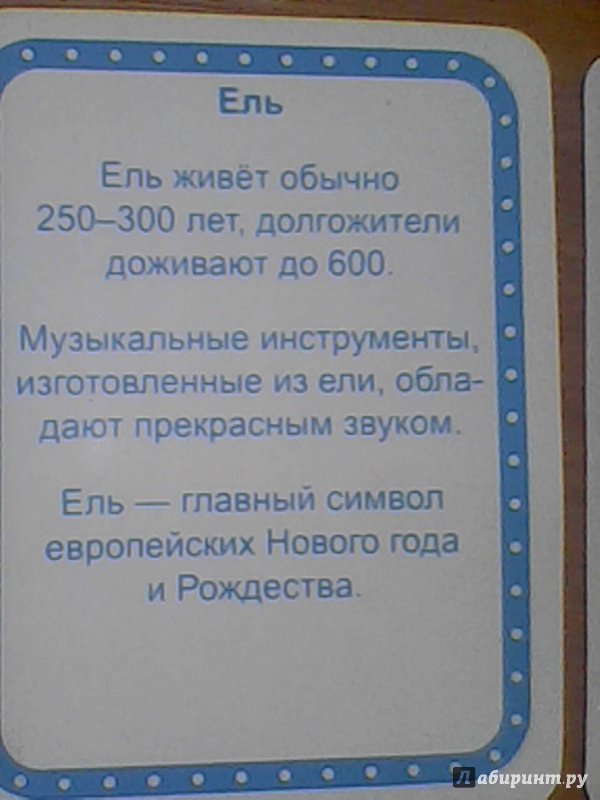 Ель
Ель живёт обычно
250–300 лет, долгожители
доживают до 600.
Музыкальные инструменты,
изготовленные из ели, обла-
дают прекрасным звуком.
Ель — главный символ
европейских Нового года
и Рождества.
Лабиринт.ру